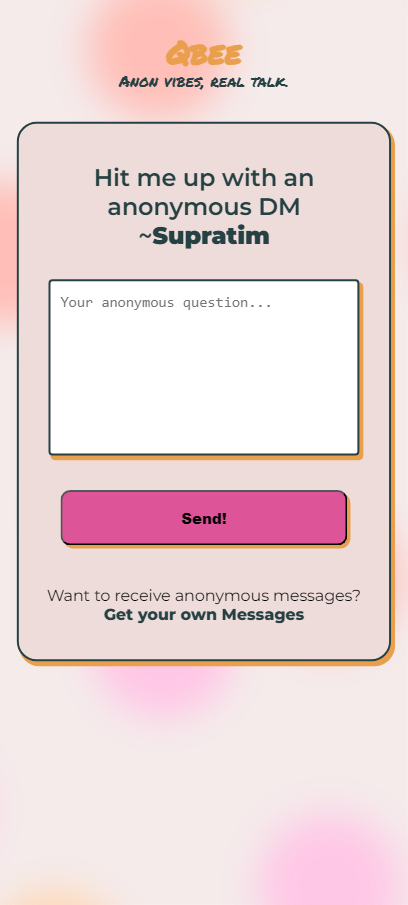 Qbee
Anon vibes, real talk.
Hit me up with an
anonymous DM
~Supratim
Your anonymous question...
Send!
Want to receive anonymous messages?
Get your own Messages